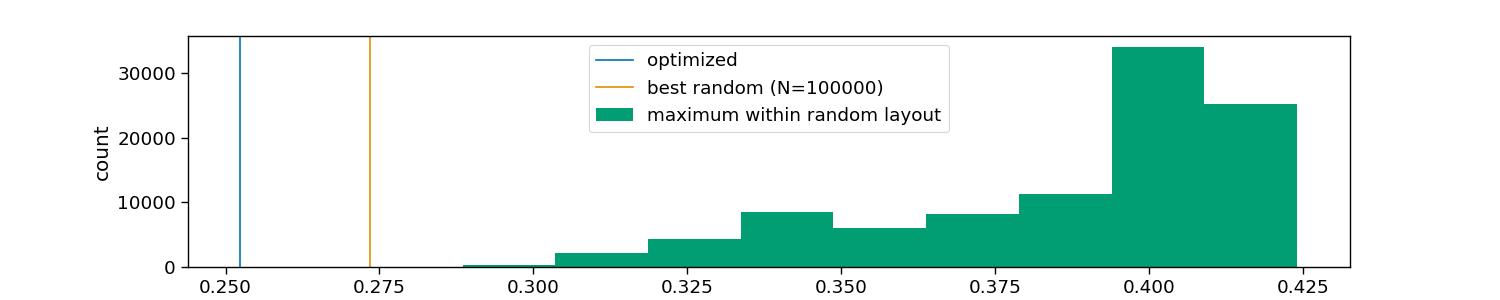 optimized
best random (N=100000)
maximum within random layout
count
30000
20000
10000
0
0.250 0.275 0.300 0.325 0.350 0.375 0.400 0.425